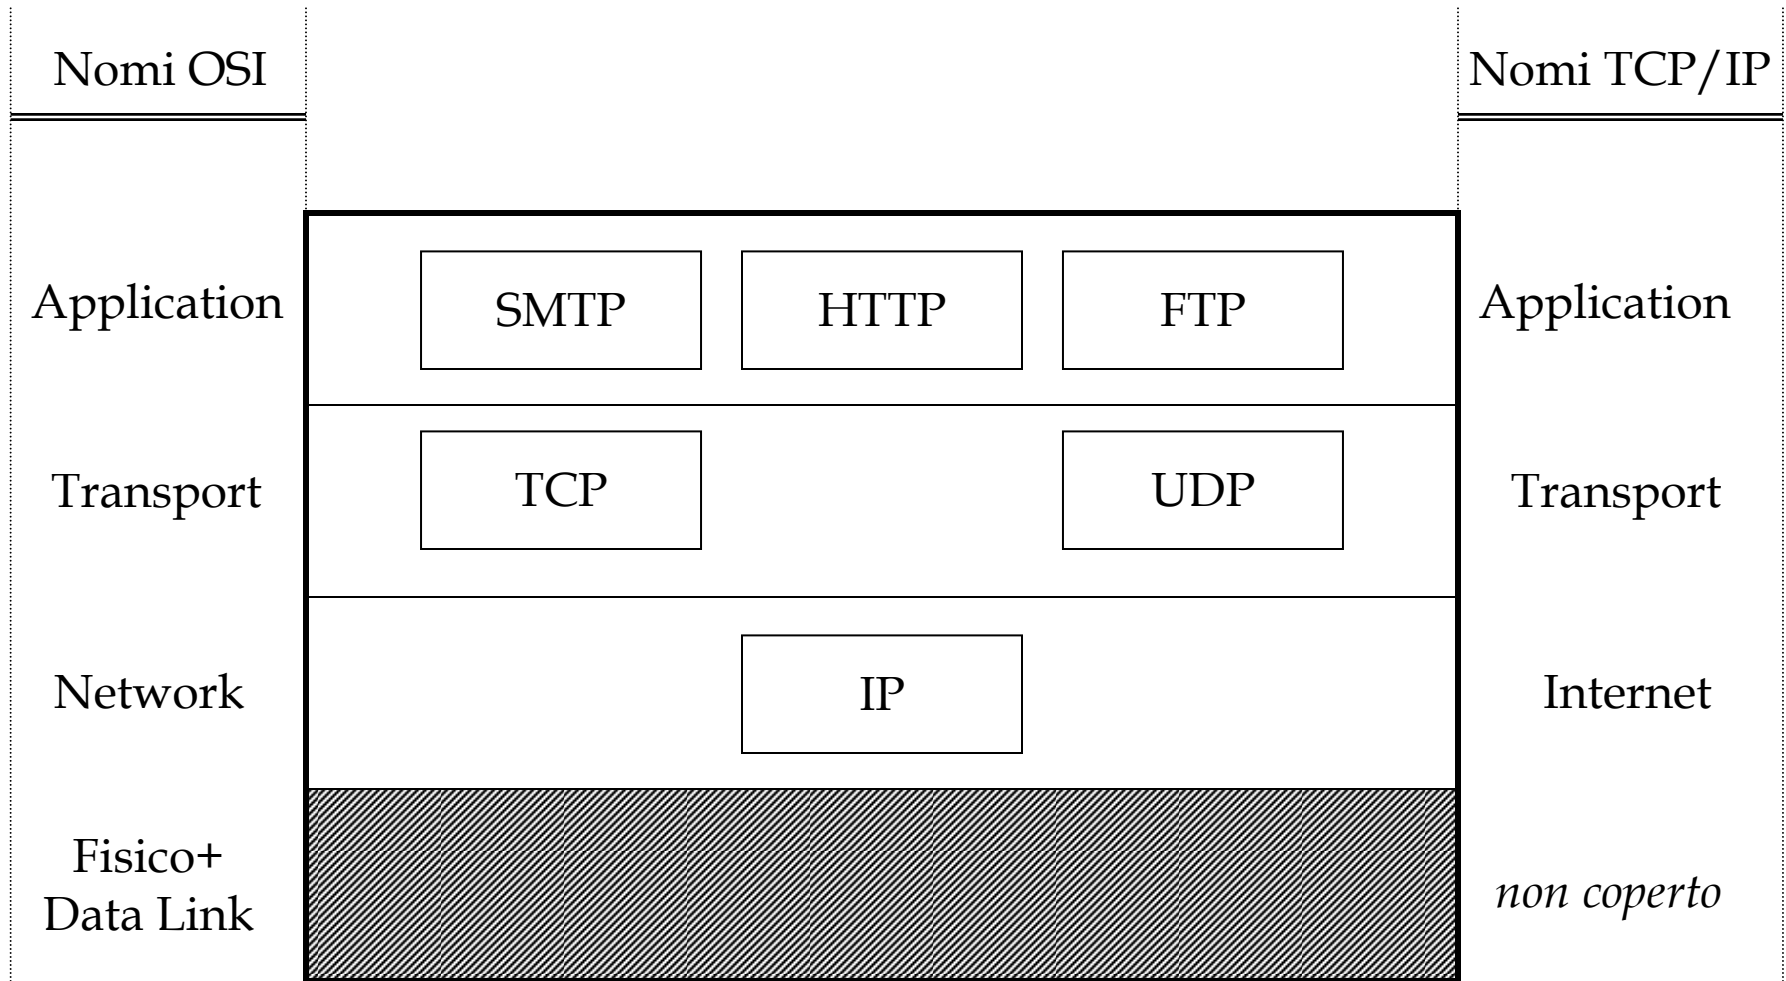 Nomi OSI
Nomi TCP/IP
Application
SMTP
HTTP
FTP
Application
Transport
TCP
UDP
Transport
Network
IP
Internet
Fisico+
Data Link
non coperto